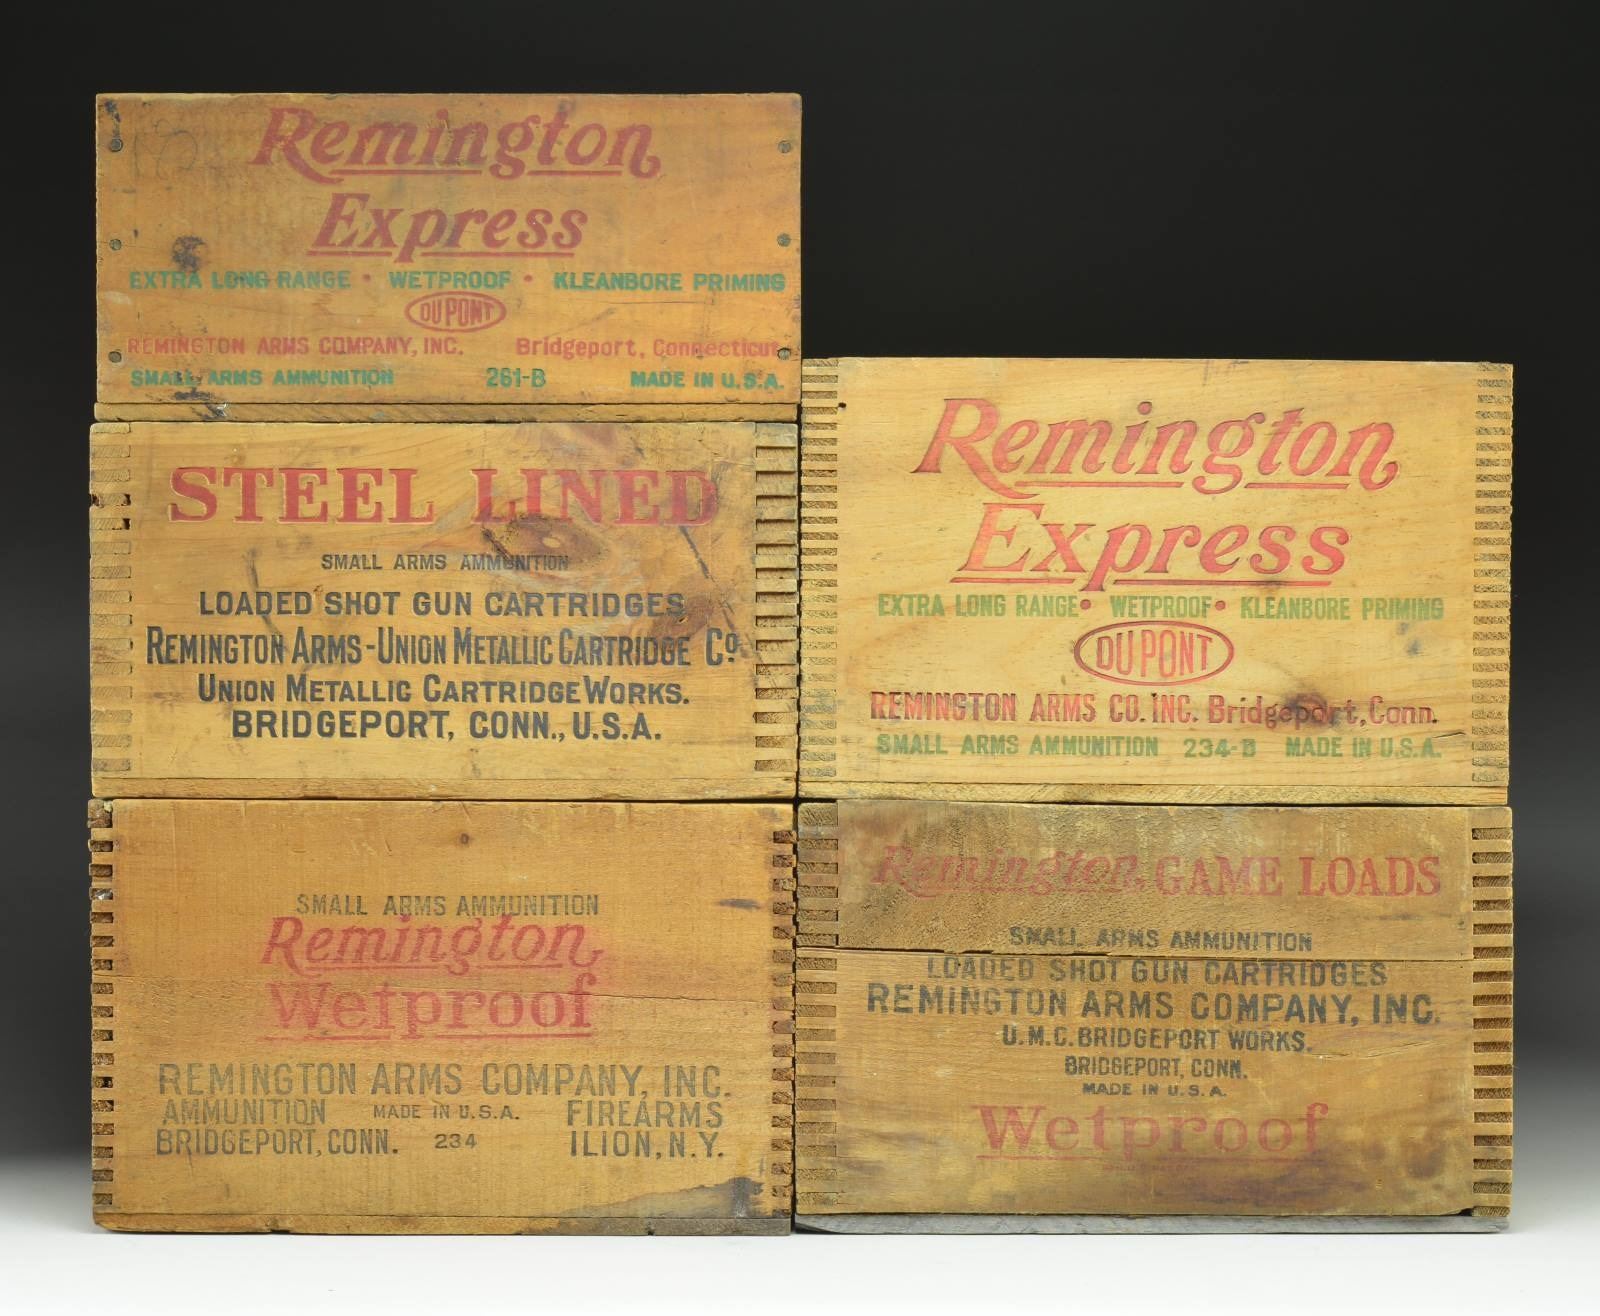 Remington
Express
EXTRA LONG RANGE • WETPROOF • KLEANBORE PRIMING
DU PONT
REMINGTON ARMS COMPANY, INC. Bridgeport, Connecticut
SMALL ARMS AMMUNITION 261-B MADE IN U.S.A.
STEEL LINED
SMALL ARMS AMMUNITION
LOADED SHOT GUN CARTRIDGES
REMINGTON ARMS-UNION METALLIC CARTRIDGE Co.
UNION METALLIC CARTRIDGE WORKS.
BRIDGEPORT, CONN., U.S.A.
SMALL ARMS AMMUNITION
Remington
Wetproof
REMINGTON ARMS COMPANY, INC.
AMMUNITION MADE IN U.S.A. FIREARMS
BRIDGEPORT, CONN. 234 ILION, N.Y.
Remington
Express
EXTRA LONG RANGE • WETPROOF • KLEANBORE PRIMING
DU PONT
REMINGTON ARMS CO. INC. Bridgeport, Conn.
SMALL ARMS AMMUNITION 234-B MADE IN U.S.A.
Remington GAME LOADS
SMALL ARMS AMMUNITION
LOADED SHOT GUN CARTRIDGES
REMINGTON ARMS COMPANY, INC.
U.M.C. BRIDGEPORT WORKS.
BRIDGEPORT, CONN.
MADE IN U.S.A.
Wetproof